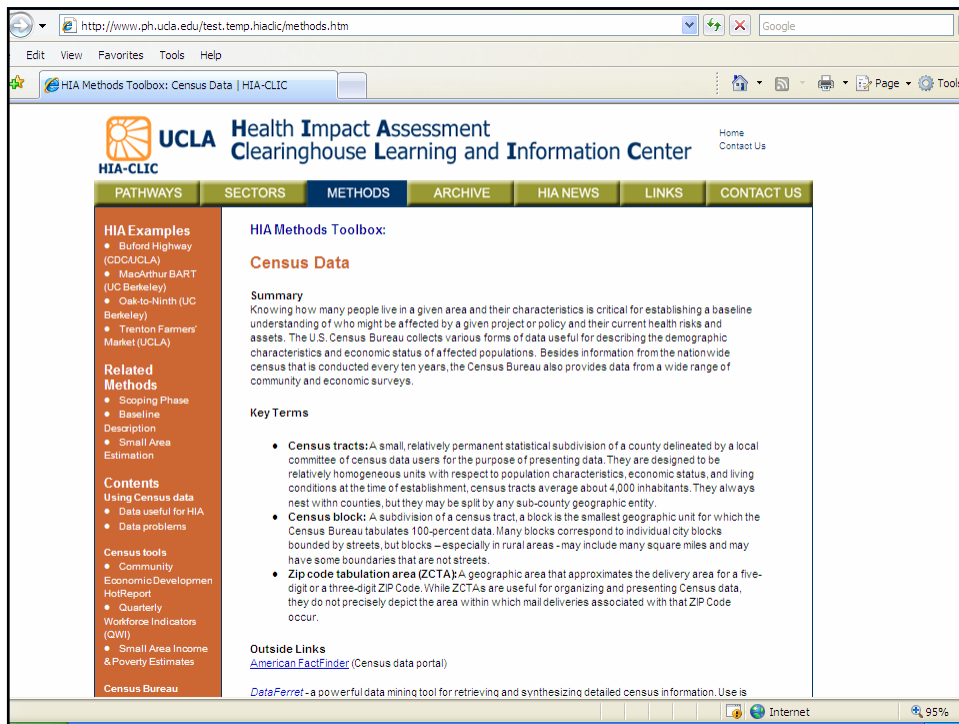 http://www.ph.ucla.edu/test.temp.hiaclic/methods.htm
Google
Edit View Favorites Tools Help
HIA Methods Toolbox: Census Data | HIA-CLIC
Page
Tools
UCLA
HIA-CLIC
Health Impact Assessment
Clearinghouse Learning and Information Center
Home
Contact Us
PATHWAYS SECTORS METHODS ARCHIVE HIA NEWS LINKS CONTACT US
HIA Examples
• Buford Highway
(CDC/UCLA)
• MacArthur BART
(UC Berkeley)
• Oak-to-Ninth (UC
Berkeley)
• Trenton Farmers'
Market (UCLA)
Related
Methods
• Scoping Phase
• Baseline
Description
• Small Area
Estimation
Contents
Using Census data
• Data useful for HIA
• Data problems
Census tools
• Community
Economic Developmen
HotReport
• Quarterly
Workforce Indicators
(QWI)
• Small Area Income
& Poverty Estimates
Census Bureau
HIA Methods Toolbox:
Census Data
Summary
Knowing how many people live in a given area and their characteristics is critical for establishing a baseline
understanding of who might be affected by a given project or policy and their current health risks and
assets. The U.S. Census Bureau collects various forms of data useful for describing the demographic
characteristics and economic status of affected populations. Besides information from the nationwide
census that is conducted every ten years, the Census Bureau also provides data from a wide range of
community and economic surveys.
Key Terms
• Census tracts: A small, relatively permanent statistical subdivision of a county delineated by a local
committee of census data users for the purpose of presenting data. They are designed to be
relatively homogeneous units with respect to population characteristics, economic status, and living
conditions at the time of establishment, census tracts average about 4,000 inhabitants. They always
nest withn counties, but they may be split by any sub-county geographic entity.
• Census block: A subdivision of a census tract, a block is the smallest geographic unit for which the
Census Bureau tabulates 100-percent data. Many blocks correspond to individual city blocks
bounded by streets, but blocks – especially in rural areas - may include many square miles and may
have some boundaries that are not streets.
• Zip code tabulation area (ZCTA): A geographic area that approximates the delivery area for a five-
digit or a three-digit ZIP Code. While ZCTAs are useful for organizing and presenting Census data,
they do not precisely depict the area within which mail deliveries associated with that ZIP Code
occur.
Outside Links
American FactFinder (Census data portal)
DataFerret - a powerful data mining tool for retrieving and synthesizing detailed census information. Use is
Internet
95%